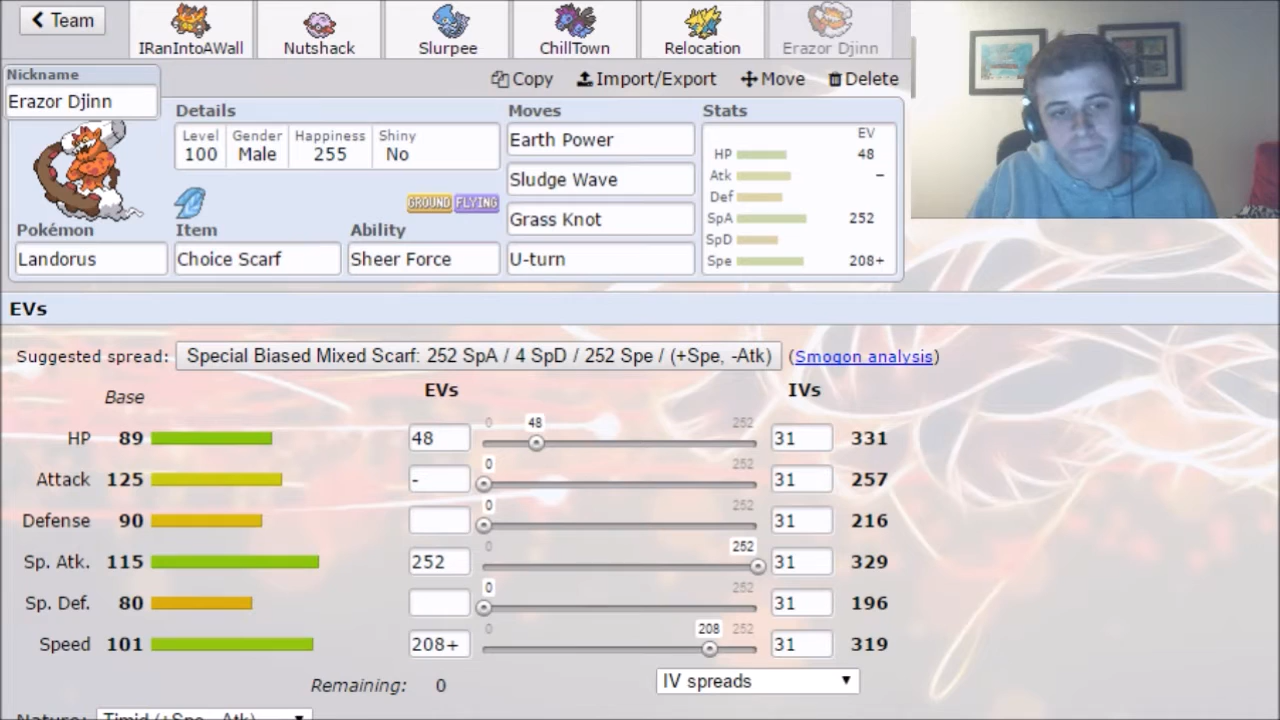 Team
IRanIntoAWall Nutshack Slurpee ChillTown Relocation Erazor Djinn
Copy Import/Export Move Delete
Nickname
Erazor Djinn
Details
Level Gender Happiness Shiny
100 Male 255 No
GROUND FLYING
Pokémon Item Ability
Landorus Choice Scarf Sheer Force
Moves
Earth Power
Sludge Wave
Grass Knot
U-turn
Stats
EV
HP 48
Atk –
Def
SpA 252
SpD
Spe 208+
EVs
Suggested spread: Special Biased Mixed Scarf: 252 SpA / 4 SpD / 252 Spe / (+Spe, -Atk) (Smogon analysis)
Base EVs IVs
HP 89 48 0 48 252 31 331
Attack 125 - 0 252 31 257
Defense 90 0 252 31 216
Sp. Atk. 115 252 0 252 31 329
Sp. Def. 80 0 252 31 196
Speed 101 208+ 0 208 252 31 319
Remaining: 0 IV spreads
Nature: Timid (+Spe, -Atk)